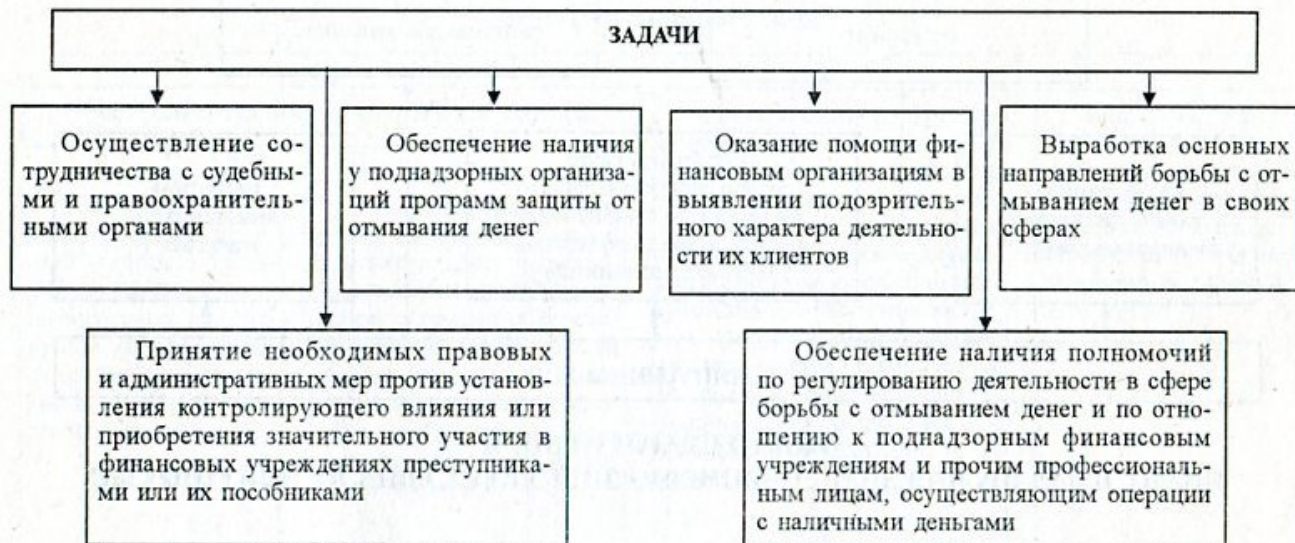 ЗАДАЧИ
Осуществление со-
трудничества с судебны-
ми и правоохранитель-
ными органами
Обеспечение наличия
у поднадзорных организа-
ций программ защиты от
отмывания денег
Оказание помощи фи-
нансовым организациям в
выявлении подозритель-
ного характера деятельно-
сти их клиентов
Выработка основных
направлений борьбы с от-
мыванием денег в своих
сферах
Принятие необходимых правовых
и административных мер против установ-
ления контролирующего влияния или
приобретения значительного участия в
финансовых учреждениях преступника-
ми или их пособниками
Обеспечение наличия полномочий
по регулированию деятельности в сфере
борьбы с отмыванием денег и по отно-
шению к поднадзорным финансовым
учреждениям и прочим профессиональ-
ным лицам, осуществляющим операции
с наличными деньгами